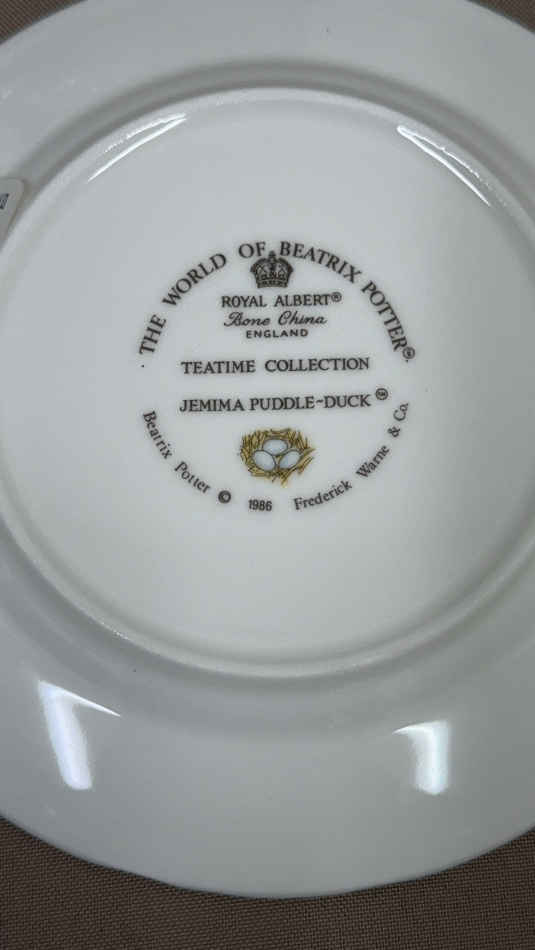 THE WORLD OF BEATRIX POTTER®
ROYAL ALBERT®
Bone China
ENGLAND
TEATIME COLLECTION
JEMIMA PUDDLE-DUCK™
Beatrix Potter © 1986 Frederick Warne & Co.